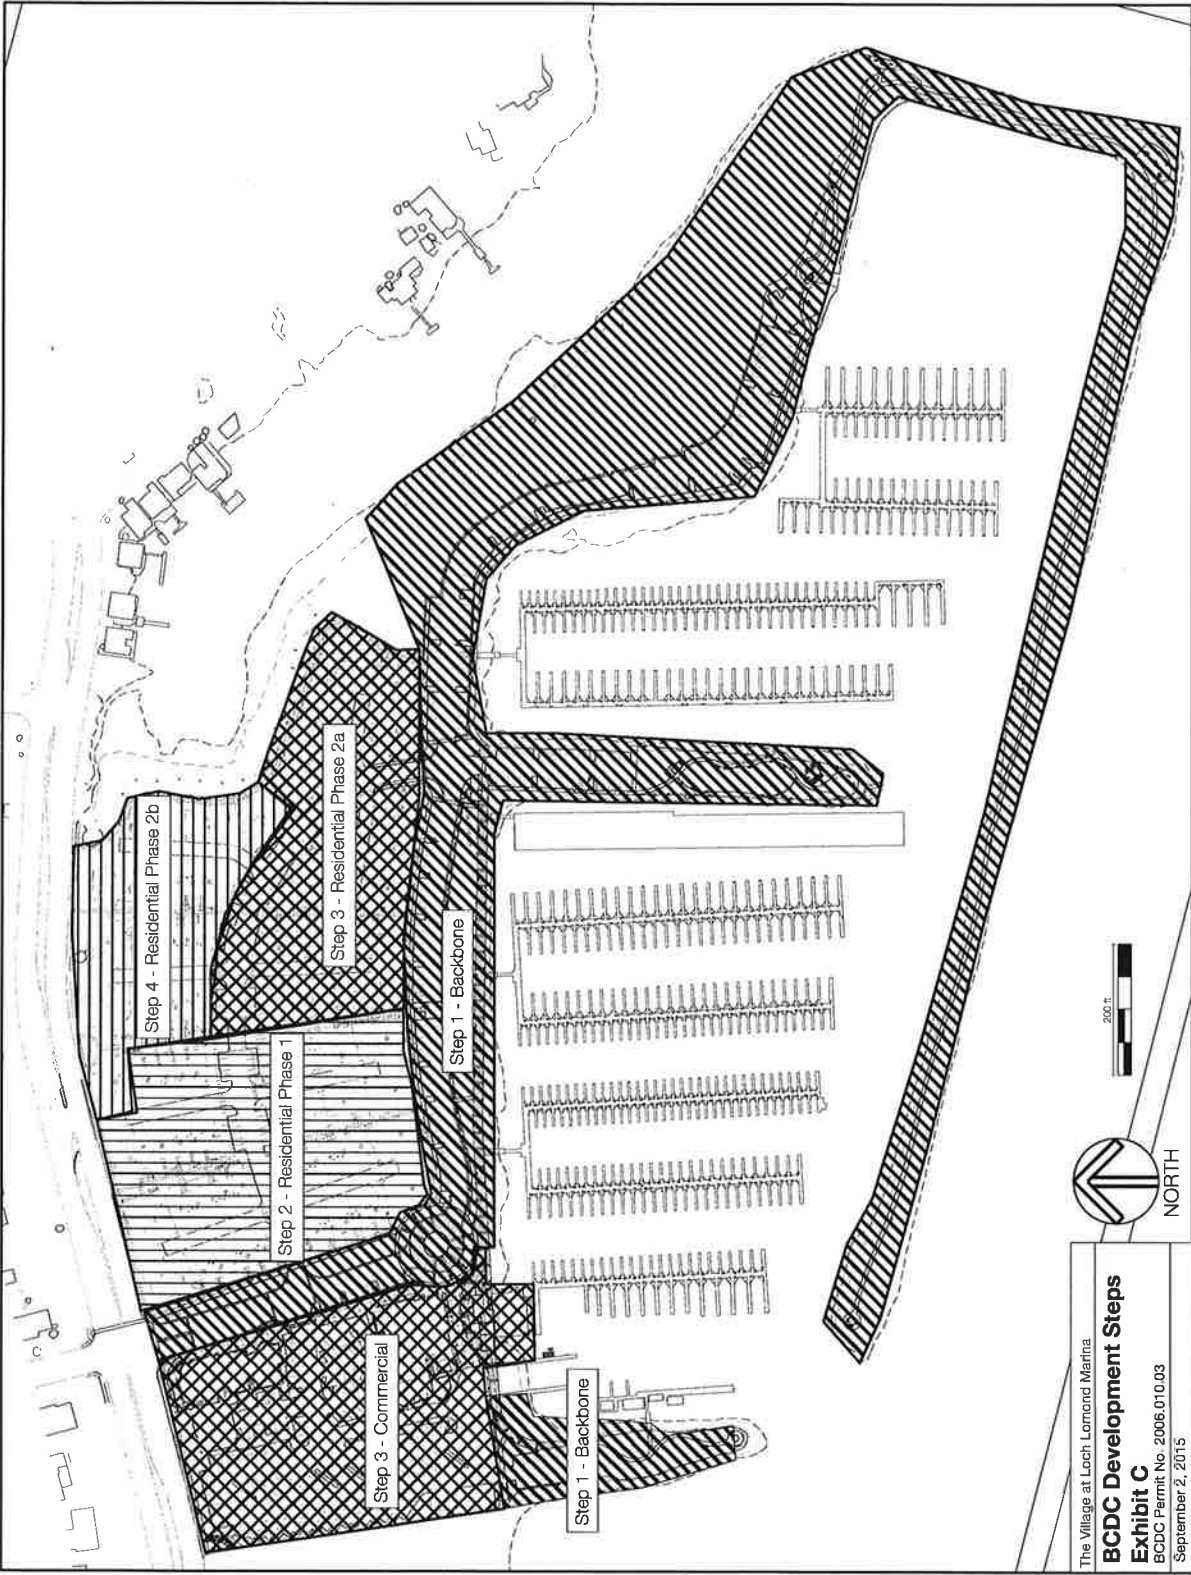 Step 4 - Residential Phase 2b
Step 3 - Residential Phase 2a
Step 2 - Residential Phase 1
Step 1 - Backbone
Step 3 - Commercial
Step 1 - Backbone
200 ft
NORTH
The Village at Loch Lomond Marina
BCDC Development Steps
Exhibit C
BCDC Permit No. 2006.010.03
September 2, 2015